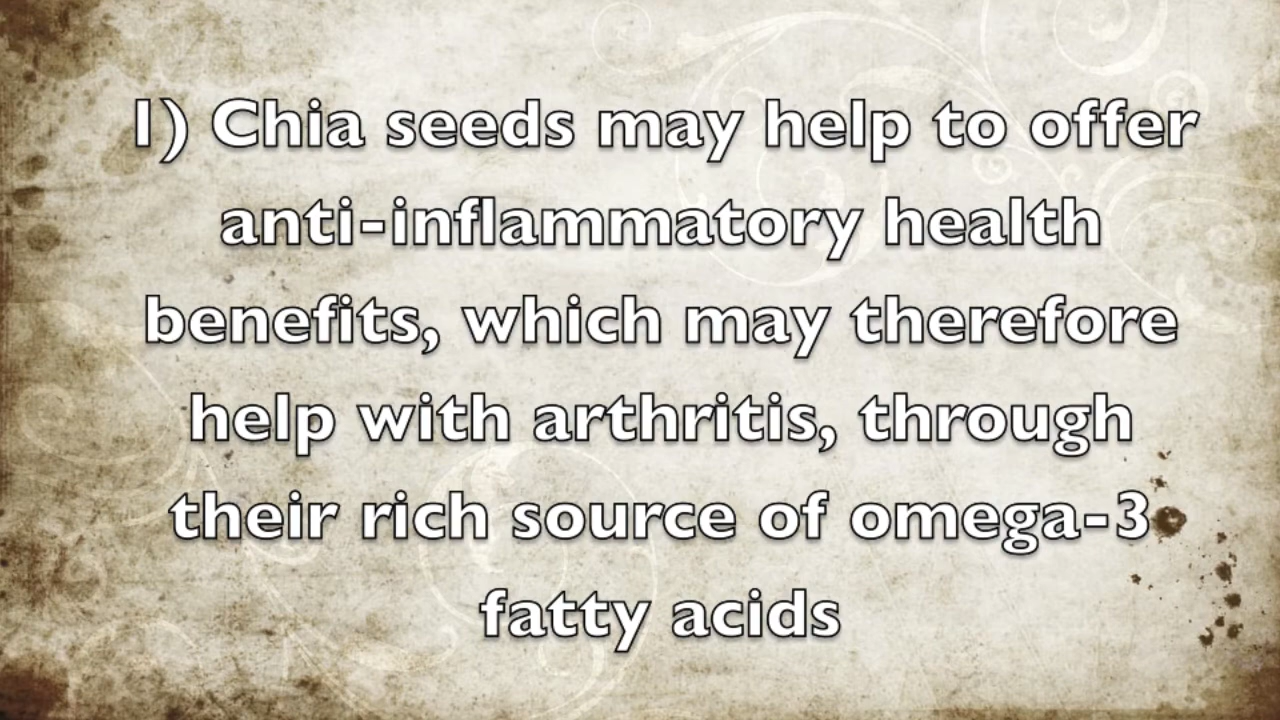 1) Chia seeds may help to offer
anti-inflammatory health
benefits, which may therefore
help with arthritis, through
their rich source of omega-3
fatty acids